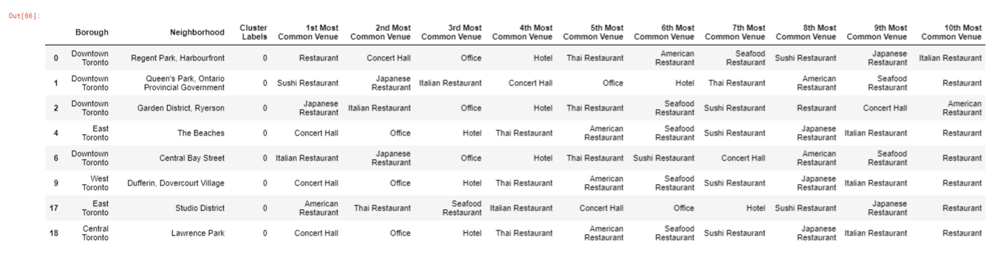 Out[66]:
Borough Neighborhood Cluster Labels 1st Most Common Venue 2nd Most Common Venue 3rd Most Common Venue 4th Most Common Venue 5th Most Common Venue 6th Most Common Venue 7th Most Common Venue 8th Most Common Venue 9th Most Common Venue 10th Most Common Venue
0 Downtown Toronto Regent Park, Harbourfront 0 Restaurant Concert Hall Office Hotel Thai Restaurant American Restaurant Seafood Restaurant Sushi Restaurant Japanese Restaurant Italian Restaurant
1 Downtown Toronto Queen's Park, Ontario Provincial Government 0 Sushi Restaurant Japanese Restaurant Italian Restaurant Concert Hall Office Hotel Thai Restaurant American Restaurant Seafood Restaurant Restaurant
2 Downtown Toronto Garden District, Ryerson 0 Japanese Restaurant Italian Restaurant Office Hotel Thai Restaurant Seafood Restaurant Sushi Restaurant Restaurant Concert Hall American Restaurant
4 East Toronto The Beaches 0 Concert Hall Office Hotel Thai Restaurant American Restaurant Seafood Restaurant Sushi Restaurant Japanese Restaurant Italian Restaurant Restaurant
6 Downtown Toronto Central Bay Street 0 Italian Restaurant Japanese Restaurant Office Hotel Thai Restaurant Sushi Restaurant Concert Hall American Restaurant Seafood Restaurant Restaurant
9 West Toronto Dufferin, Dovercourt Village 0 Concert Hall Office Hotel Thai Restaurant American Restaurant Seafood Restaurant Sushi Restaurant Japanese Restaurant Italian Restaurant Restaurant
17 East Toronto Studio District 0 American Restaurant Thai Restaurant Seafood Restaurant Italian Restaurant Concert Hall Office Hotel Sushi Restaurant Japanese Restaurant Restaurant
18 Central Toronto Lawrence Park 0 Concert Hall Office Hotel Thai Restaurant American Restaurant Seafood Restaurant Sushi Restaurant Japanese Restaurant Italian Restaurant Restaurant